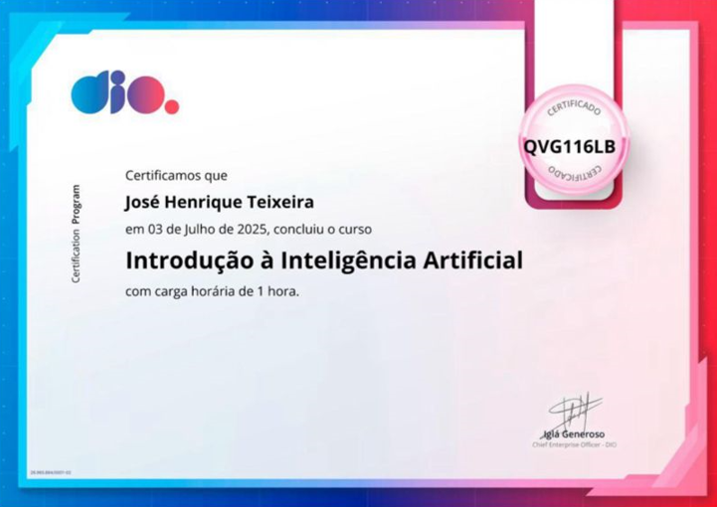 dio.
CERTIFICADO
QVG116LB
CERTIFICADO
Certification Program
Certificamos que
José Henrique Teixeira
em 03 de Julho de 2025, concluiu o curso
Introdução à Inteligência Artificial
com carga horária de 1 hora.
Iglá Generoso
Chief Enterprise Officer - DIO